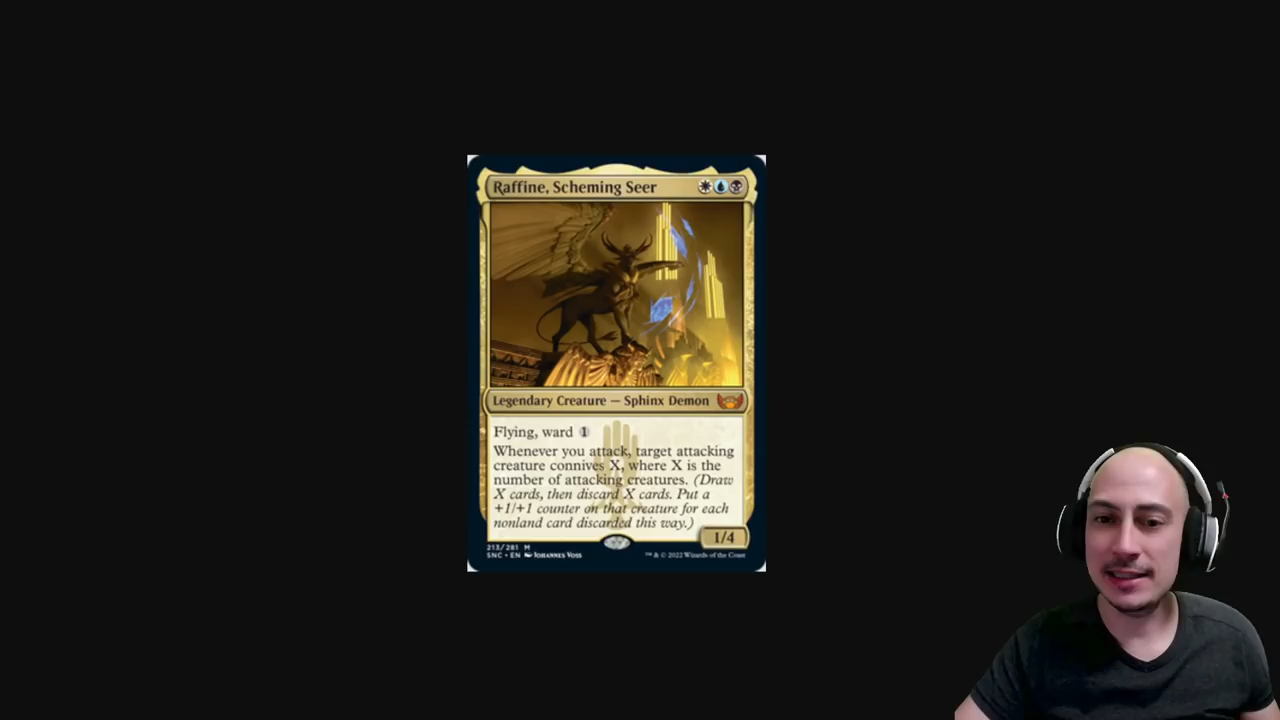 Raffine, Scheming Seer
Legendary Creature — Sphinx Demon
Flying, ward 1
Whenever you attack, target attacking
creature connives X, where X is the
number of attacking creatures. (Draw
X cards, then discard X cards. Put a
+1/+1 counter on that creature for each
nonland card discarded this way.)
1/4
213/281 M
SNC • EN Johannes Voss
™ & © 2022 Wizards of the Coast